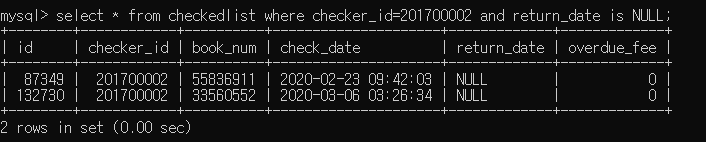 mysql> select * from checkedlist where checker_id=201700002 and return_date is NULL;
+--------+------------+----------+---------------------+-------------+-------------+
| id     | checker_id | book_num | check_date          | return_date | overdue_fee |
+--------+------------+----------+---------------------+-------------+-------------+
|  87349 |  201700002 | 55836911 | 2020-02-23 09:42:03 | NULL        |           0 |
| 132730 |  201700002 | 33560552 | 2020-03-06 03:26:34 | NULL        |           0 |
+--------+------------+----------+---------------------+-------------+-------------+
2 rows in set (0.00 sec)